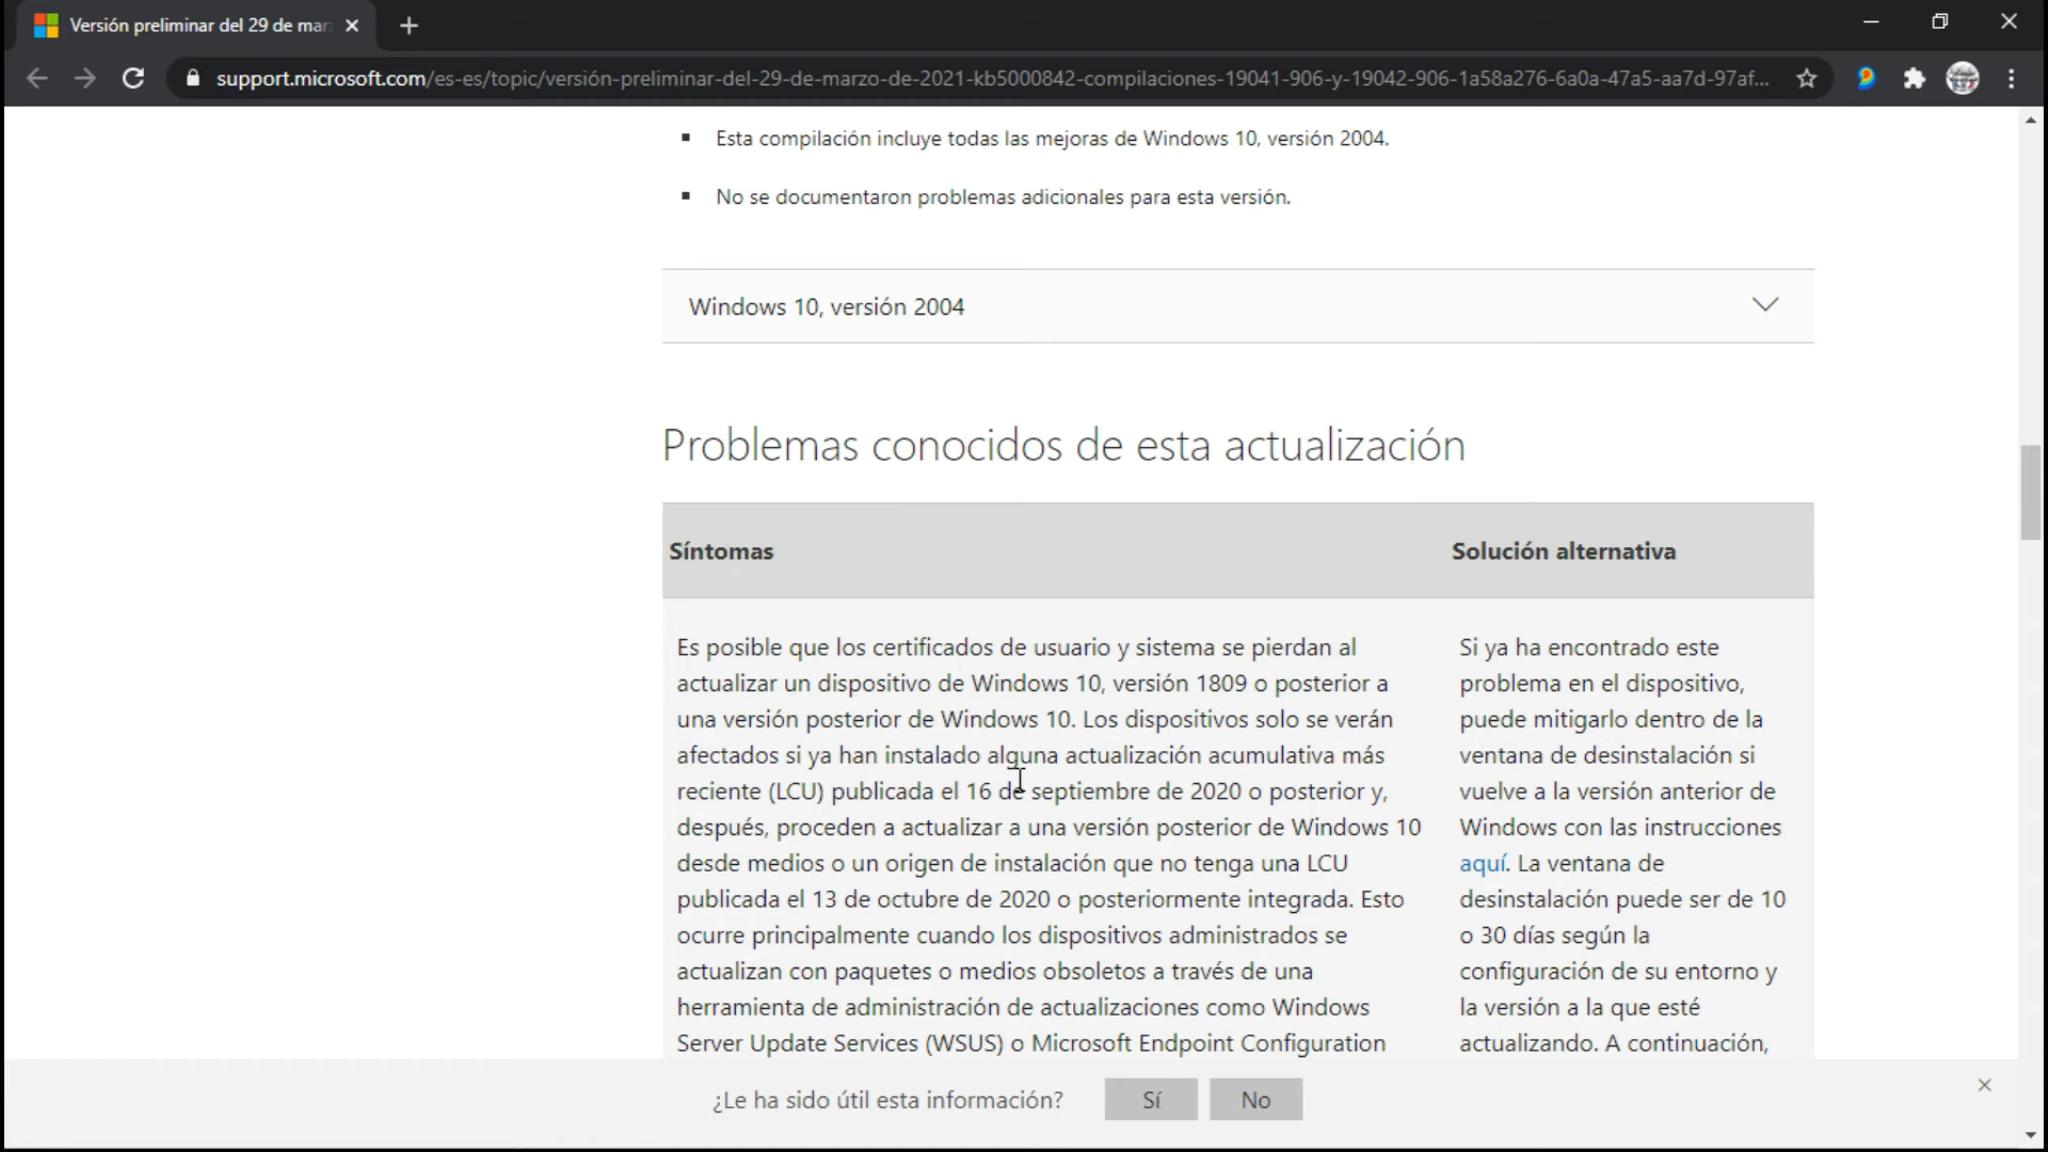 Versión preliminar del 29 de mar
support.microsoft.com/es-es/topic/versión-preliminar-del-29-de-marzo-de-2021-kb5000842-compilaciones-19041-906-y-19042-906-1a58a276-6a0a-47a5-aa7d-97af...
Esta compilación incluye todas las mejoras de Windows 10, versión 2004.
No se documentaron problemas adicionales para esta versión.
Windows 10, versión 2004
Problemas conocidos de esta actualización
Síntomas
Solución alternativa
Es posible que los certificados de usuario y sistema se pierdan al
actualizar un dispositivo de Windows 10, versión 1809 o posterior a
una versión posterior de Windows 10. Los dispositivos solo se verán
afectados si ya han instalado alguna actualización acumulativa más
reciente (LCU) publicada el 16 de septiembre de 2020 o posterior y,
después, proceden a actualizar a una versión posterior de Windows 10
desde medios o un origen de instalación que no tenga una LCU
publicada el 13 de octubre de 2020 o posteriormente integrada. Esto
ocurre principalmente cuando los dispositivos administrados se
actualizan con paquetes o medios obsoletos a través de una
herramienta de administración de actualizaciones como Windows
Server Update Services (WSUS) o Microsoft Endpoint Configuration
Si ya ha encontrado este
problema en el dispositivo,
puede mitigarlo dentro de la
ventana de desinstalación si
vuelve a la versión anterior de
Windows con las instrucciones
aquí. La ventana de
desinstalación puede ser de 10
o 30 días según la
configuración de su entorno y
la versión a la que esté
actualizando. A continuación,
¿Le ha sido útil esta información?
Sí
No